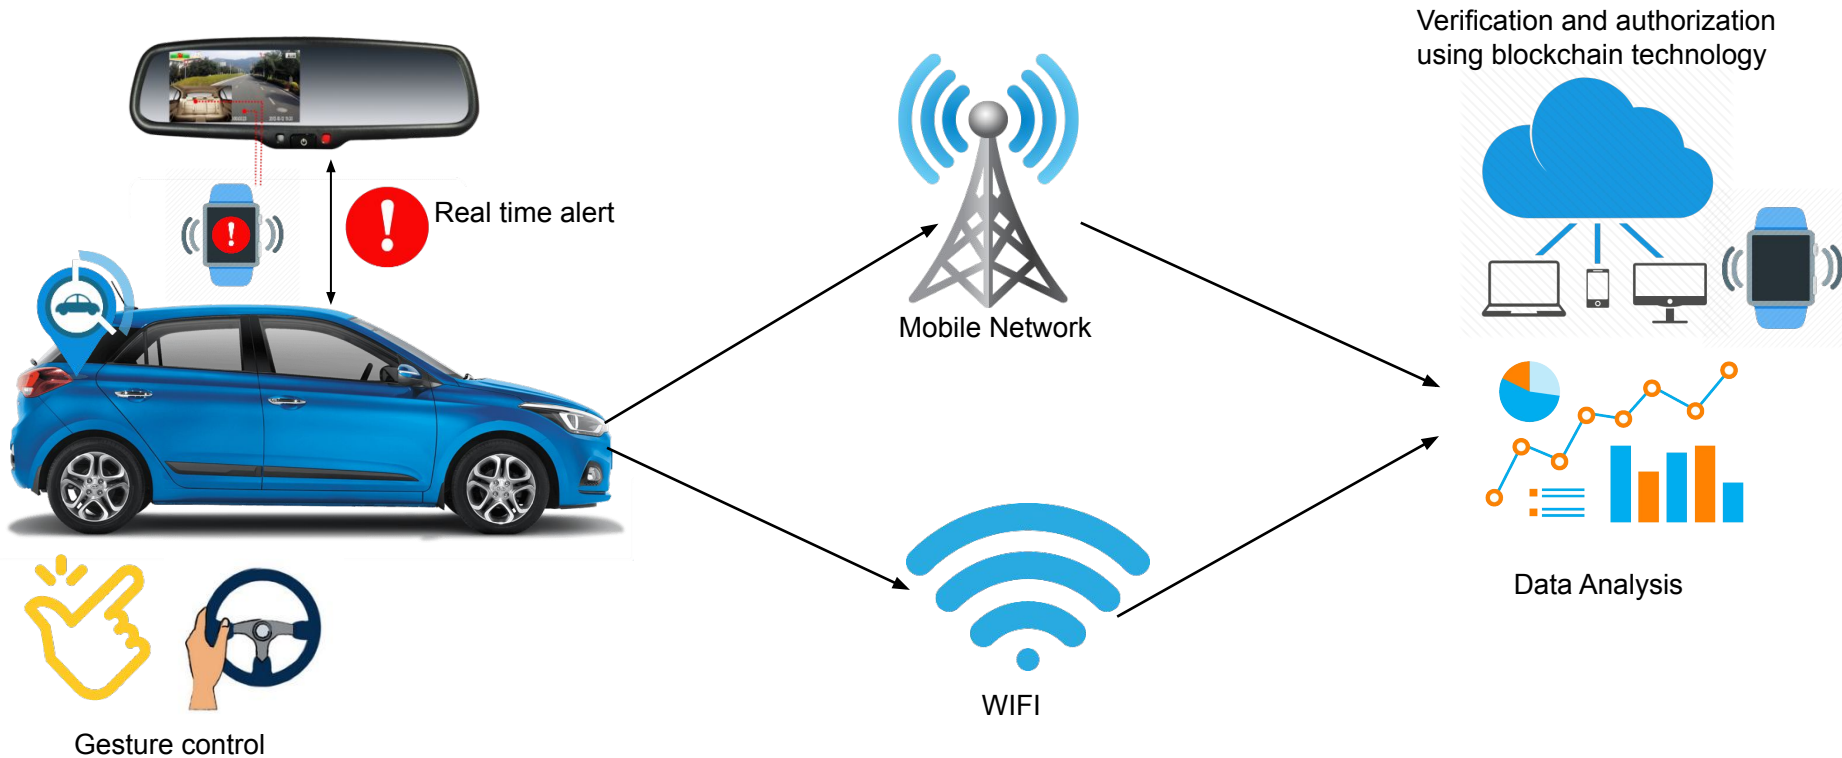 Verification and authorization
using blockchain technology
Real time alert
Mobile Network
Data Analysis
WIFI
Gesture control